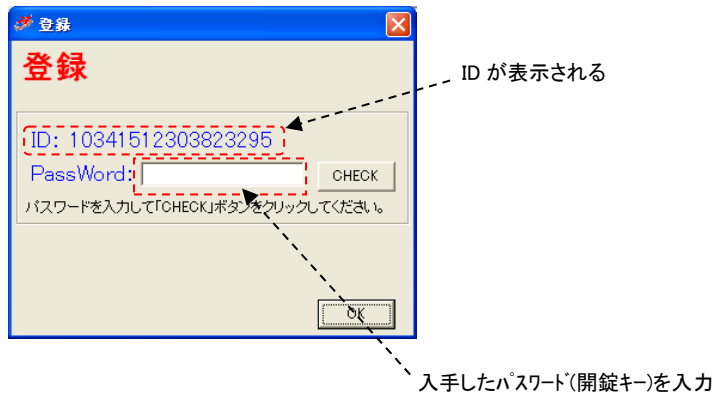 登録
登録
ID が表示される
ID: 10341512303823295
PassWord:
CHECK
パスワードを入力して「CHECK」ボタンをクリックしてください。
OK
入手したﾊﾟｽﾜｰﾄﾞ(開錠キー)を入力